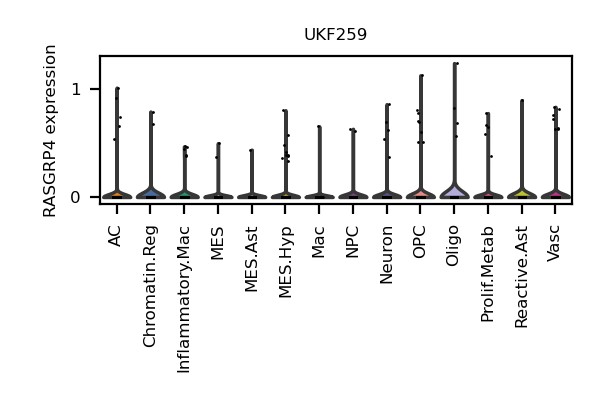 UKF259
RASGRP4 expression
1
0
AC
Chromatin.Reg
Inflammatory.Mac
MES
MES.Ast
MES.Hyp
Mac
NPC
Neuron
OPC
Oligo
Prolif.Metab
Reactive.Ast
Vasc